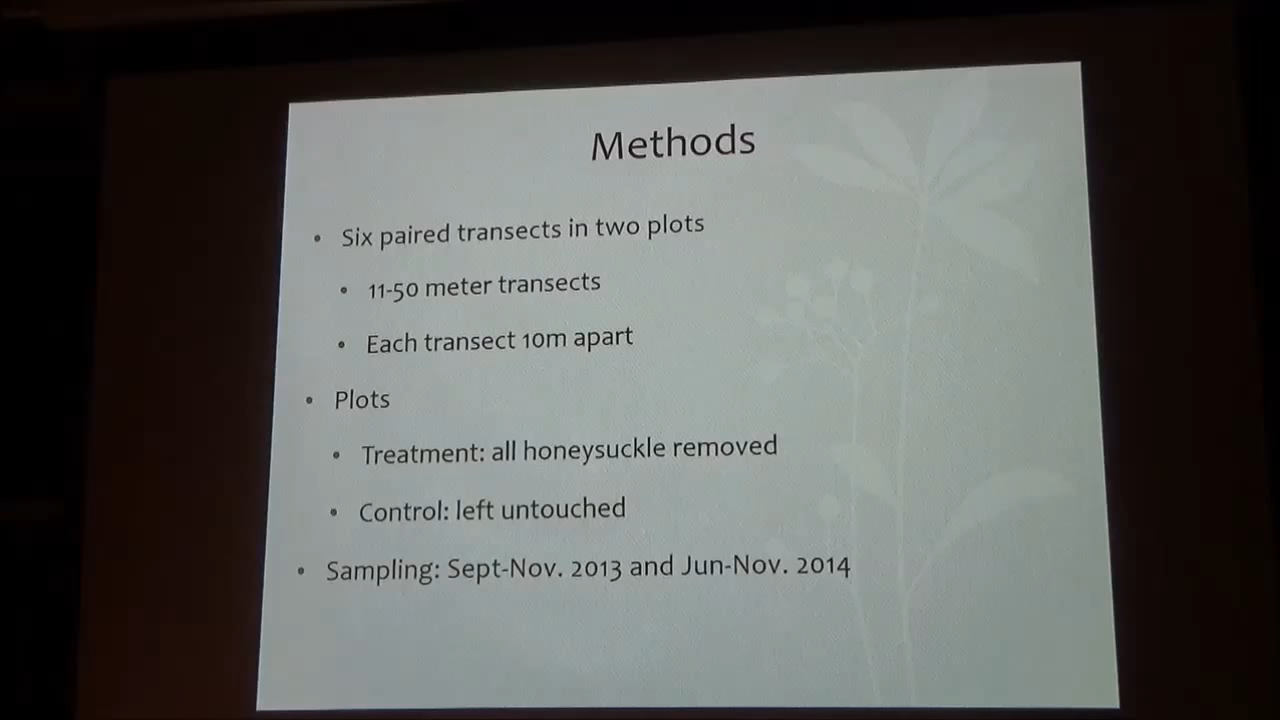 Methods
• Six paired transects in two plots
• 11-50 meter transects
• Each transect 10m apart
• Plots
• Treatment: all honeysuckle removed
• Control: left untouched
• Sampling: Sept-Nov. 2013 and Jun-Nov. 2014